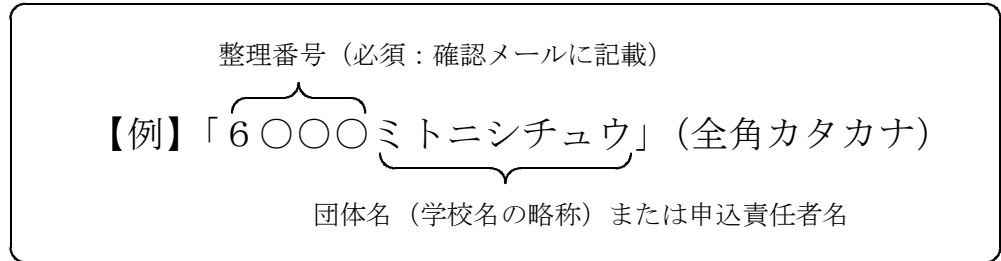 整理番号（必須：確認メールに記載）
【例】「６○○○ミトニシチュウ」（全角カタカナ）
団体名（学校名の略称）または申込責任者名